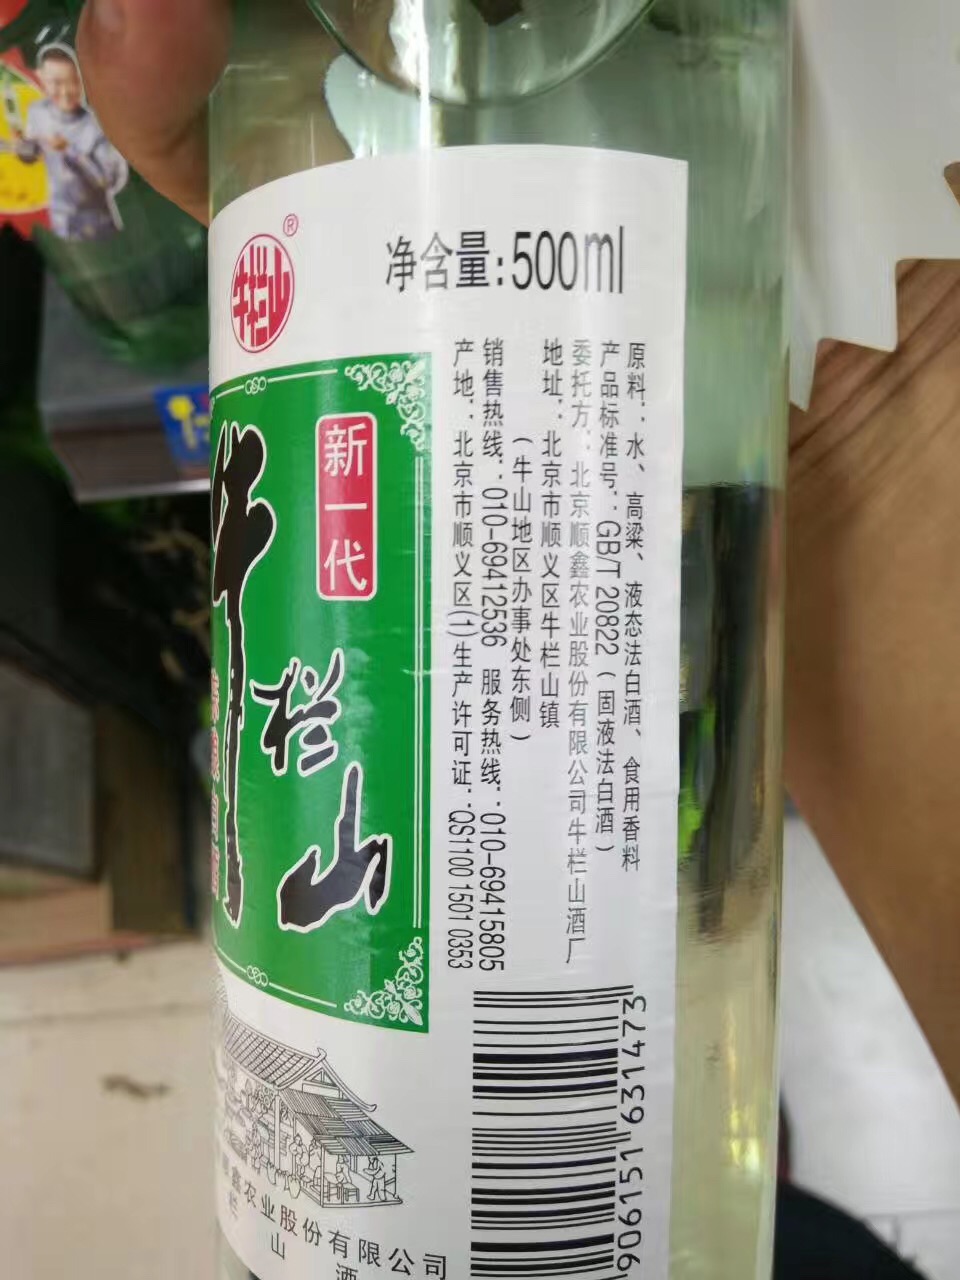 牛栏山
®
净含量:500ml
新一代
牛栏山
原料：水、高粱、液态法白酒、食用香料
产品标准号：GB/T 20822（固液法白酒）
委托方：北京顺鑫农业股份有限公司牛栏山酒厂
地址：北京市顺义区牛栏山镇
（牛山地区办事处东侧）
销售热线：010-69412536 服务热线：010-69415805
产地：北京市顺义区(1)生产许可证：QS1100 1501 0353
906151 631473
鑫农业股份有限公司
栏山酒